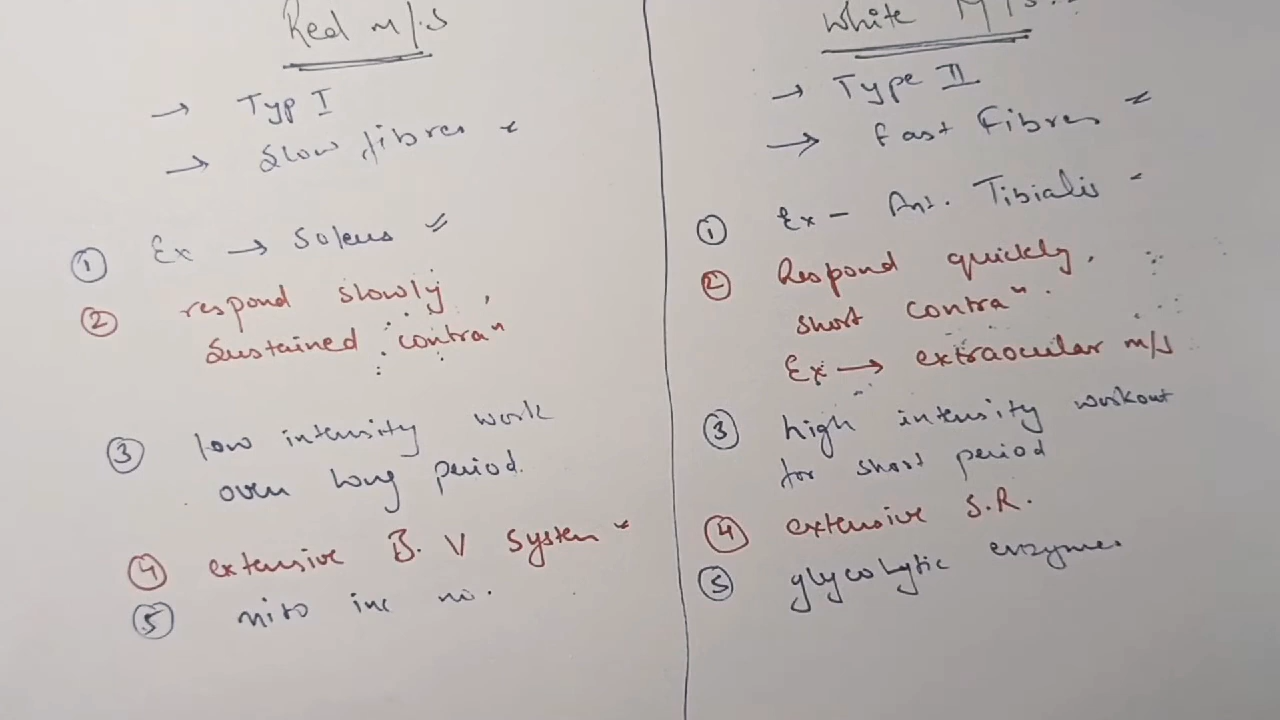 Red m/s
→ Typ I
→ Slow fibres
① Ex → Soleus
② respond slowly,
Sustained contraⁿ
③ low intensity work
over long period.
④ extensive B. V System
⑤ mito inc no.
White M/s.
→ Type II
→ fast Fibres
① Ex - Ant. Tibialis
② Respond quickly,
short contraⁿ.
Ex → extraocular m/s
③ high intensity workout
for short period
④ extensive S.R.
⑤ glycolytic enzymes